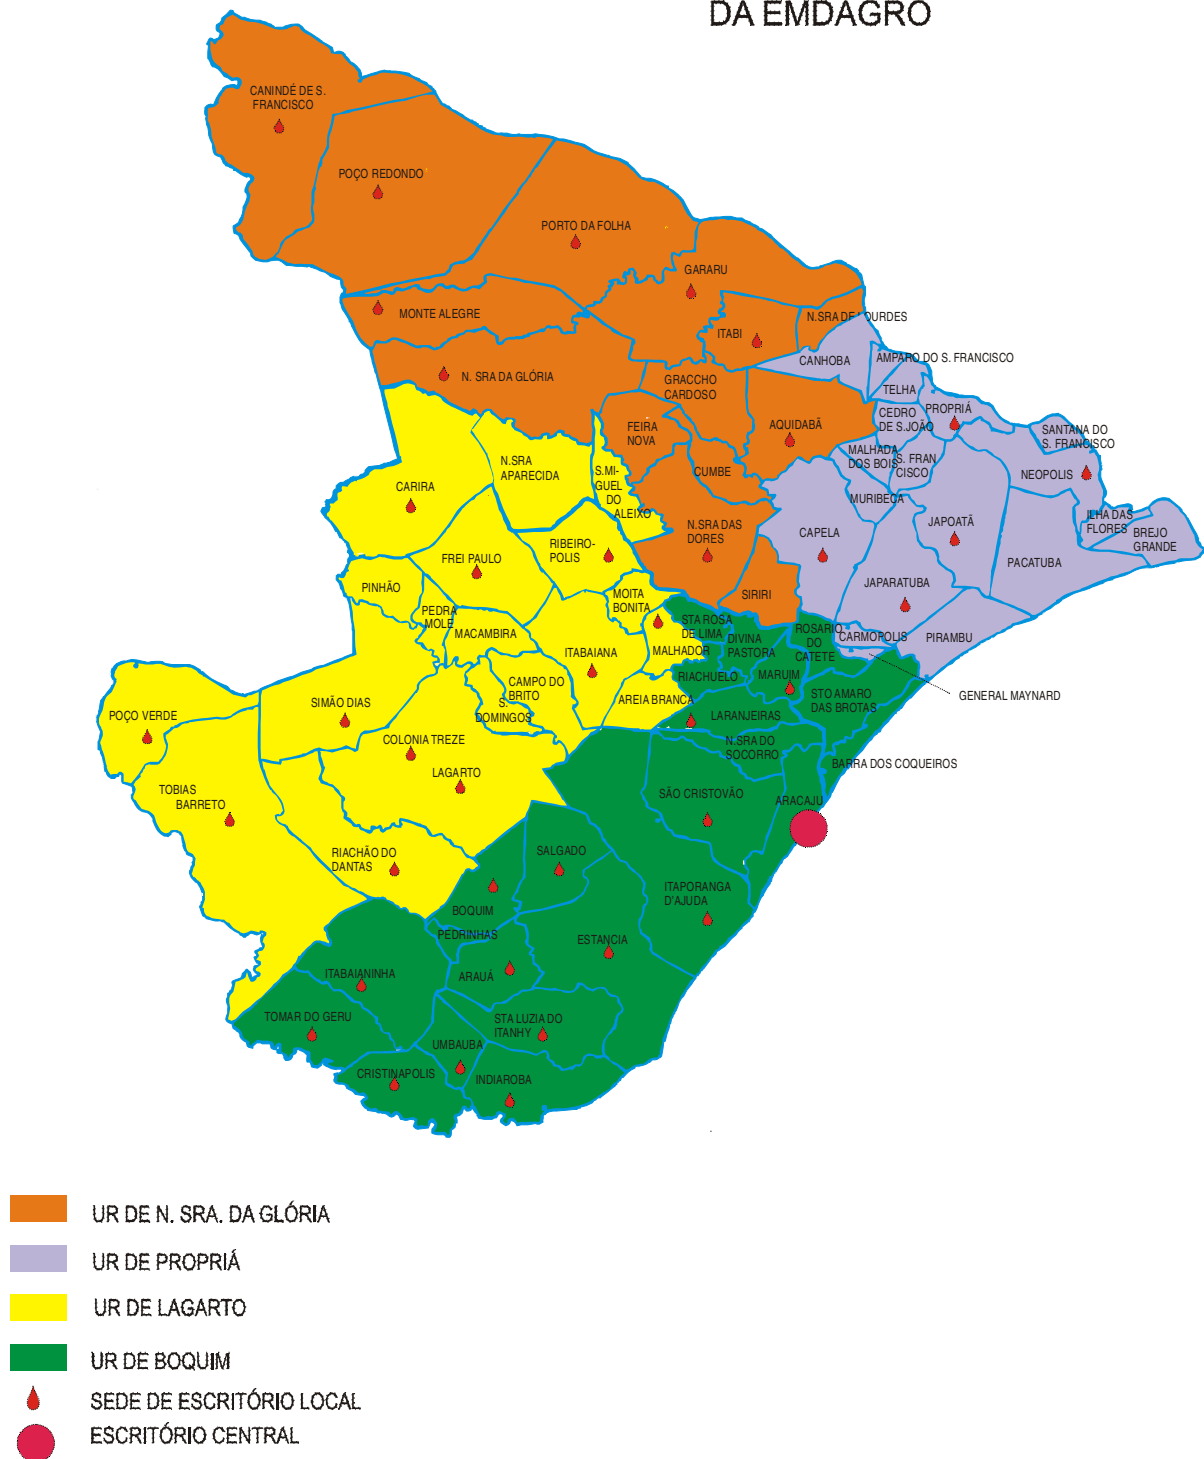 DA EMDAGRO
CANINDÉ DE S.
FRANCISCO
POÇO REDONDO
PORTO DA FOLHA
GARARU
MONTE ALEGRE
N.SRA DE LOURDES
ITABI
CANHOBA
AMPARO DO S. FRANCISCO
N. SRA DA GLÓRIA
GRACCHO
CARDOSO
TELHA
FEIRA
NOVA
AQUIDABÃ
CEDRO
DE S.JOÃO
PROPRIÁ
SANTANA DO
S. FRANCISCO
MALHADA
DOS BOIS
S. FRAN
CISCO
NEOPOLIS
N.SRA
APARECIDA
S.MI-
GUEL
DO
ALEIXO
CUMBE
CARIRA
MURIBECA
N.SRA DAS
DORES
CAPELA
JAPOATÃ
ILHA DAS
FLORES
BREJO
GRANDE
RIBEIRO-
POLIS
FREI PAULO
PACATUBA
PINHÃO
MOITA
BONITA
SIRIRI
JAPARATUBA
PEDRA
MOLE
MACAMBIRA
STA ROSA
DE LIMA
DIVINA
PASTORA
ROSARIO
DO
CATETE
CARMOPOLIS
PIRAMBU
ITABAIANA
MALHADOR
RIACHUELO
MARUIM
GENERAL MAYNARD
CAMPO DO
BRITO
S.
DOMINGOS
AREIA BRANCA
STO AMARO
DAS BROTAS
SIMÃO DIAS
POÇO VERDE
LARANJEIRAS
COLONIA TREZE
N.SRA DO
SOCORRO
BARRA DOS COQUEIROS
LAGARTO
TOBIAS
BARRETO
SÃO CRISTOVÃO
ARACAJU
RIACHÃO DO
DANTAS
SALGADO
ITAPORANGA
D'AJUDA
BOQUIM
PEDRINHAS
ESTANCIA
ITABAIANINHA
ARAUÁ
TOMAR DO GERU
STA LUZIA DO
ITANHY
UMBAUBA
CRISTINAPOLIS
INDIAROBA
UR DE N. SRA. DA GLÓRIA
UR DE PROPRIÁ
UR DE LAGARTO
UR DE BOQUIM
SEDE DE ESCRITÓRIO LOCAL
ESCRITÓRIO CENTRAL